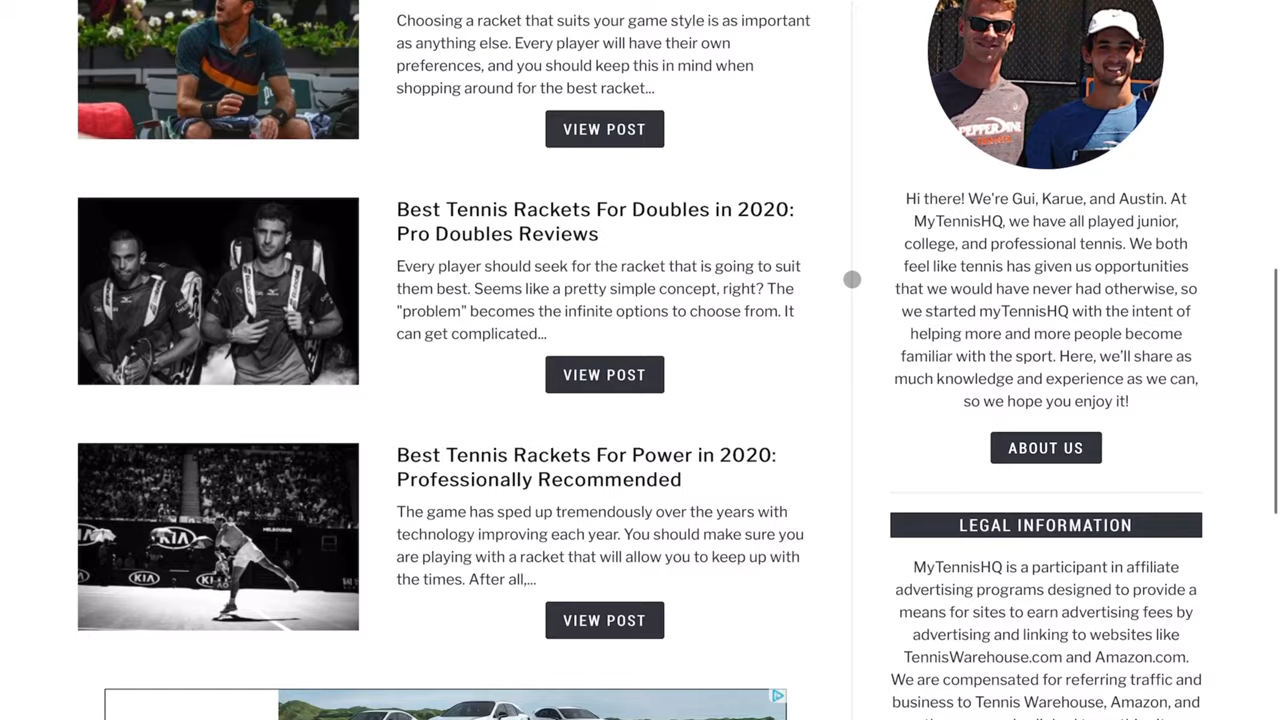 Choosing a racket that suits your game style is as important
as anything else. Every player will have their own
preferences, and you should keep this in mind when
shopping around for the best racket...
VIEW POST
Best Tennis Rackets For Doubles in 2020:
Pro Doubles Reviews
Every player should seek for the racket that is going to suit
them best. Seems like a pretty simple concept, right? The
"problem" becomes the infinite options to choose from. It
can get complicated...
VIEW POST
KIA
KIA
KIA
MELBOURNE
Best Tennis Rackets For Power in 2020:
Professionally Recommended
The game has sped up tremendously over the years with
technology improving each year. You should make sure you
are playing with a racket that will allow you to keep up with
the times. After all,...
VIEW POST
PEPPERDINE
Hi there! We're Gui, Karue, and Austin. At
MyTennisHQ, we have all played junior,
college, and professional tennis. We both
feel like tennis has given us opportunities
that we would have never had otherwise, so
we started myTennisHQ with the intent of
helping more and more people become
familiar with the sport. Here, we'll share as
much knowledge and experience as we can,
so we hope you enjoy it!
ABOUT US
LEGAL INFORMATION
MyTennisHQ is a participant in affiliate
advertising programs designed to provide a
means for sites to earn advertising fees by
advertising and linking to websites like
TennisWarehouse.com and Amazon.com.
We are compensated for referring traffic and
business to Tennis Warehouse, Amazon, and